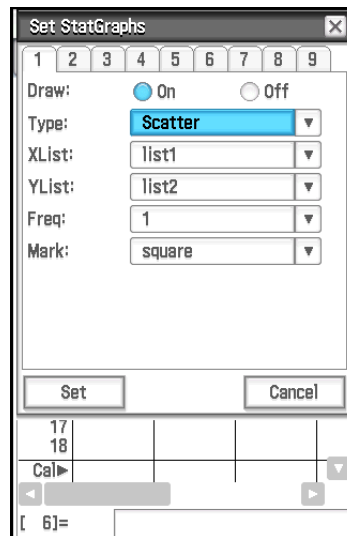 Set StatGraphs
1 2 3 4 5 6 7 8 9
Draw: On Off
Type: Scatter
XList: list1
YList: list2
Freq: 1
Mark: square
Set Cancel
17
18
Cal
[ 6]=